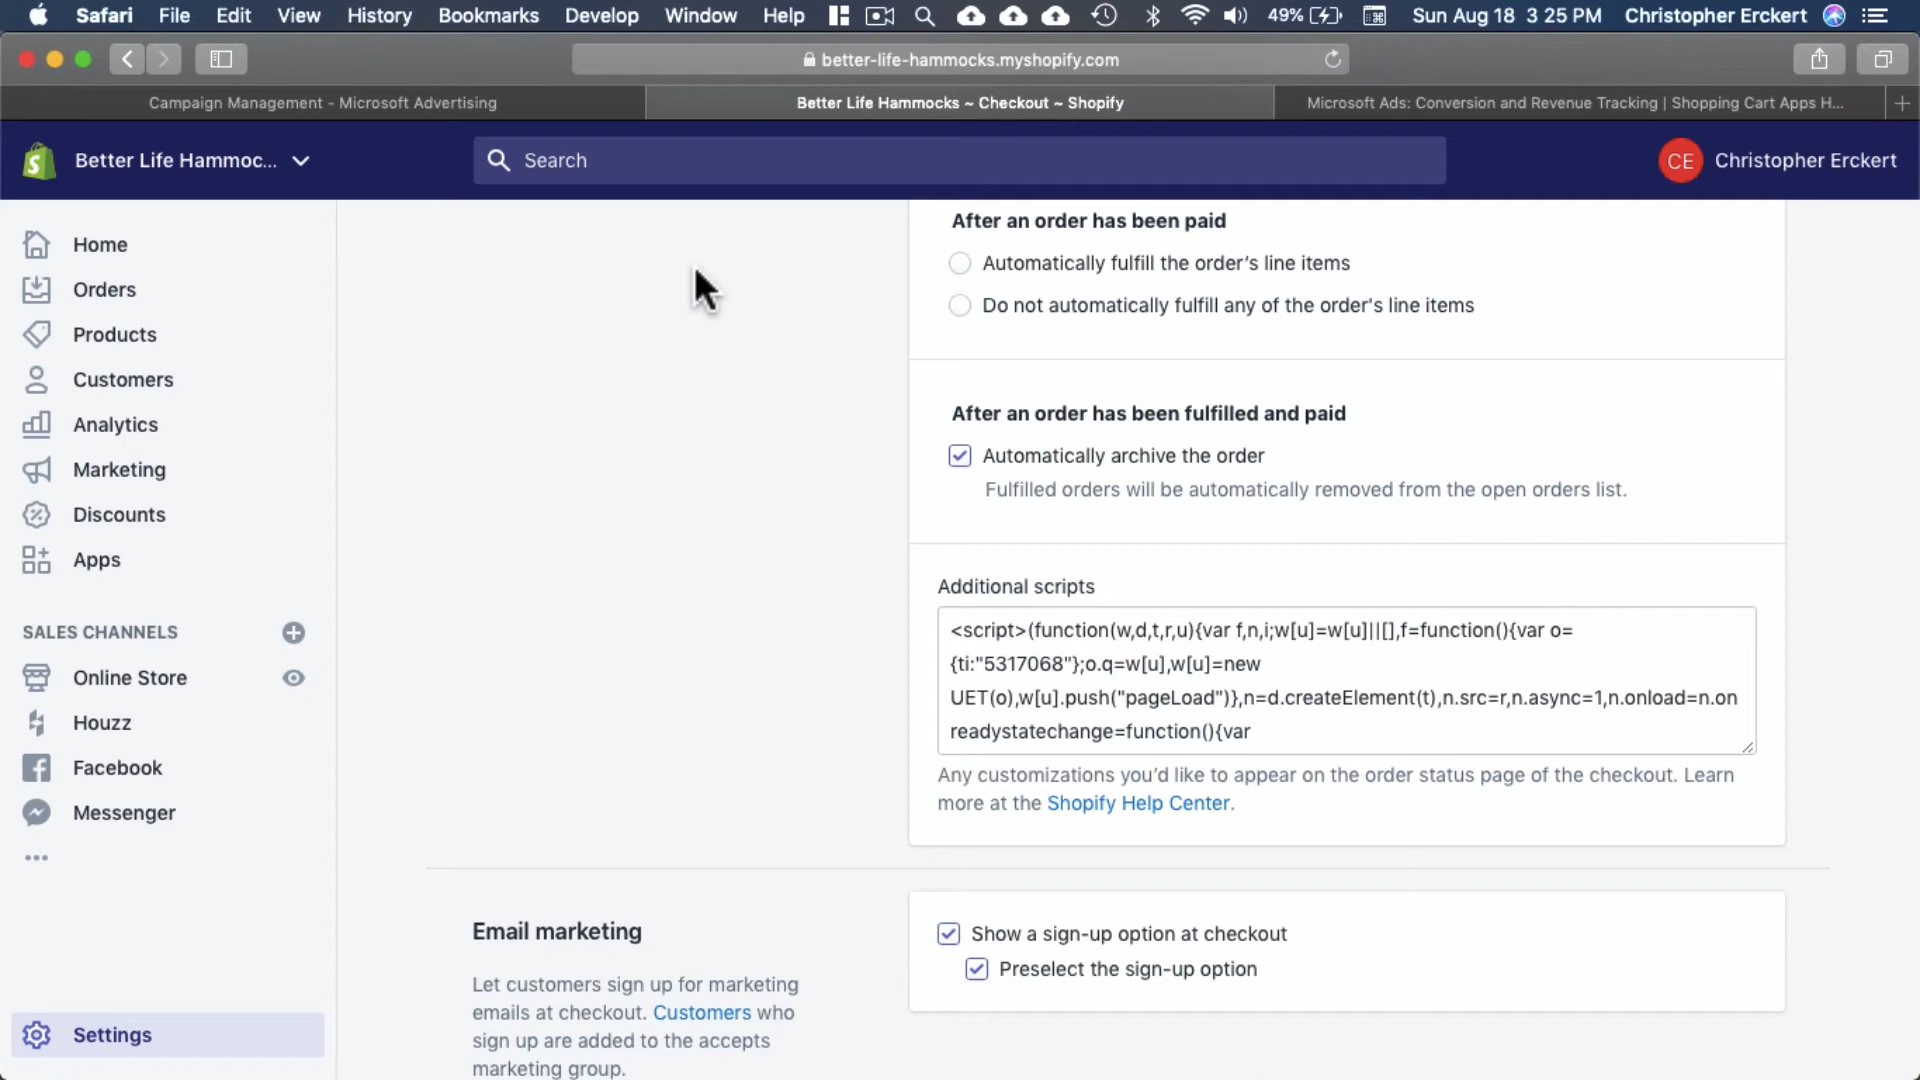 Safari File Edit View History Bookmarks Develop Window Help 49% Sun Aug 18 3 25 PM Christopher Erckert
better-life-hammocks.myshopify.com
Campaign Management - Microsoft Advertising
Better Life Hammocks ~ Checkout ~ Shopify
Microsoft Ads: Conversion and Revenue Tracking | Shopping Cart Apps H...
Better Life Hammoc...
Search
CE Christopher Erckert
Home
Orders
Products
Customers
Analytics
Marketing
Discounts
Apps
SALES CHANNELS
Online Store
Houzz
Facebook
Messenger
Settings
After an order has been paid
Automatically fulfill the order’s line items
Do not automatically fulfill any of the order's line items
After an order has been fulfilled and paid
Automatically archive the order
Fulfilled orders will be automatically removed from the open orders list.
Additional scripts
<script>(function(w,d,t,r,u){var f,n,i;w[u]=w[u]||[],f=function(){var o=
{ti:"5317068"};o.q=w[u],w[u]=new
UET(o),w[u].push("pageLoad")},n=d.createElement(t),n.src=r,n.async=1,n.onload=n.on
readystatechange=function(){var
Any customizations you’d like to appear on the order status page of the checkout. Learn
more at the Shopify Help Center.
Email marketing
Let customers sign up for marketing
emails at checkout. Customers who
sign up are added to the accepts
marketing group.
Show a sign-up option at checkout
Preselect the sign-up option